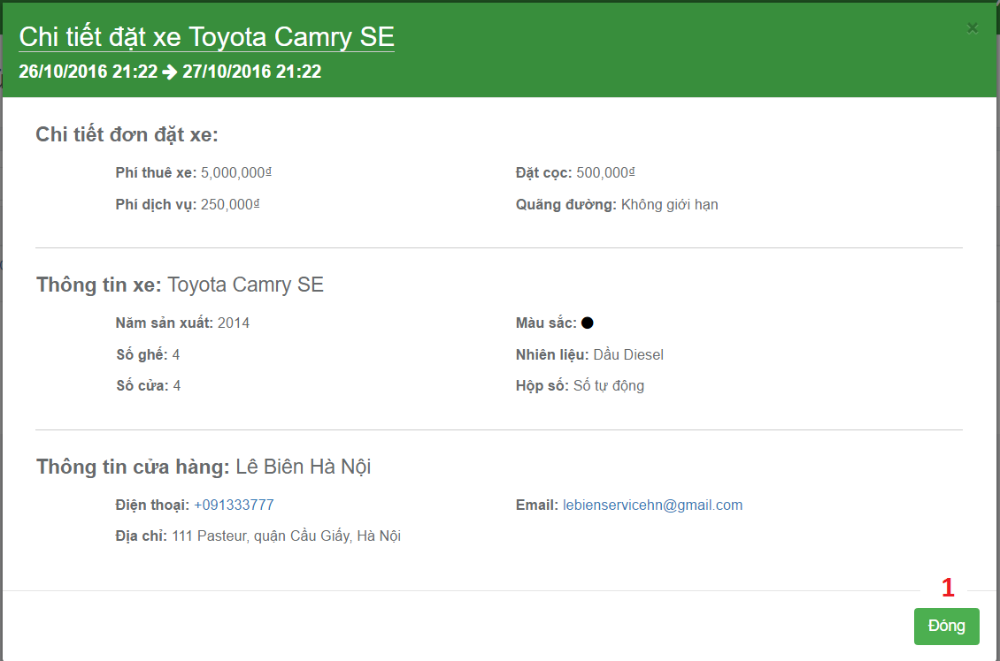 Chi tiết đặt xe Toyota Camry SE
×
26/10/2016 21:22 ➔ 27/10/2016 21:22
Chi tiết đơn đặt xe:
Phí thuê xe: 5,000,000₫ Đặt cọc: 500,000₫
Phí dịch vụ: 250,000₫ Quãng đường: Không giới hạn
Thông tin xe: Toyota Camry SE
Năm sản xuất: 2014 Màu sắc:
Số ghế: 4 Nhiên liệu: Dầu Diesel
Số cửa: 4 Hộp số: Số tự động
Thông tin cửa hàng: Lê Biên Hà Nội
Điện thoại: +091333777 Email: lebienservicehn@gmail.com
Địa chỉ: 111 Pasteur, quận Cầu Giấy, Hà Nội
1
Đóng